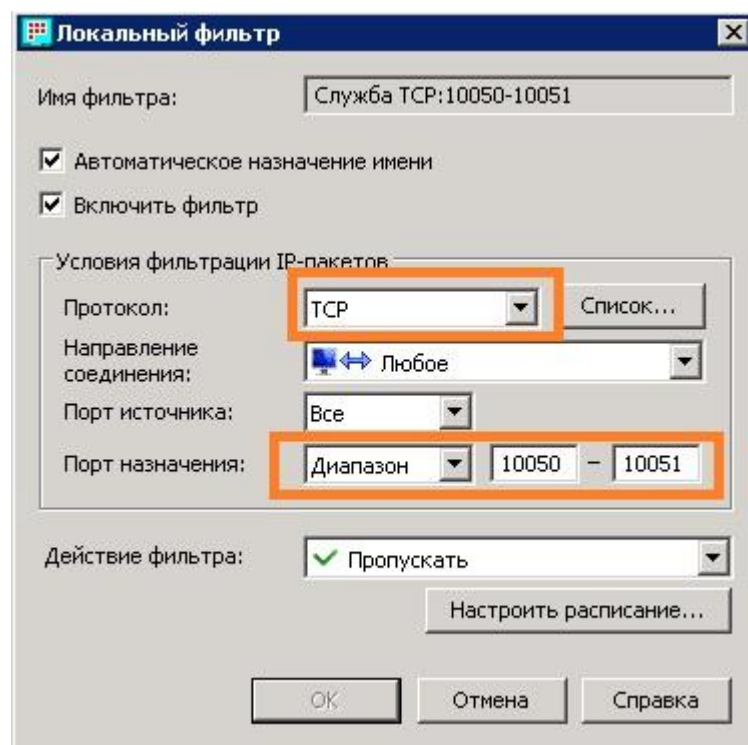 Локальный фильтр
Имя фильтра: Служба TCP:10050-10051
Автоматическое назначение имени
Включить фильтр
Условия фильтрации IP-пакетов
Протокол: TCP Список...
Направление
соединения: Любое
Порт источника: Все
Порт назначения: Диапазон 10050 – 10051
Действие фильтра: Пропускать
Настроить расписание...
OK Отмена Справка